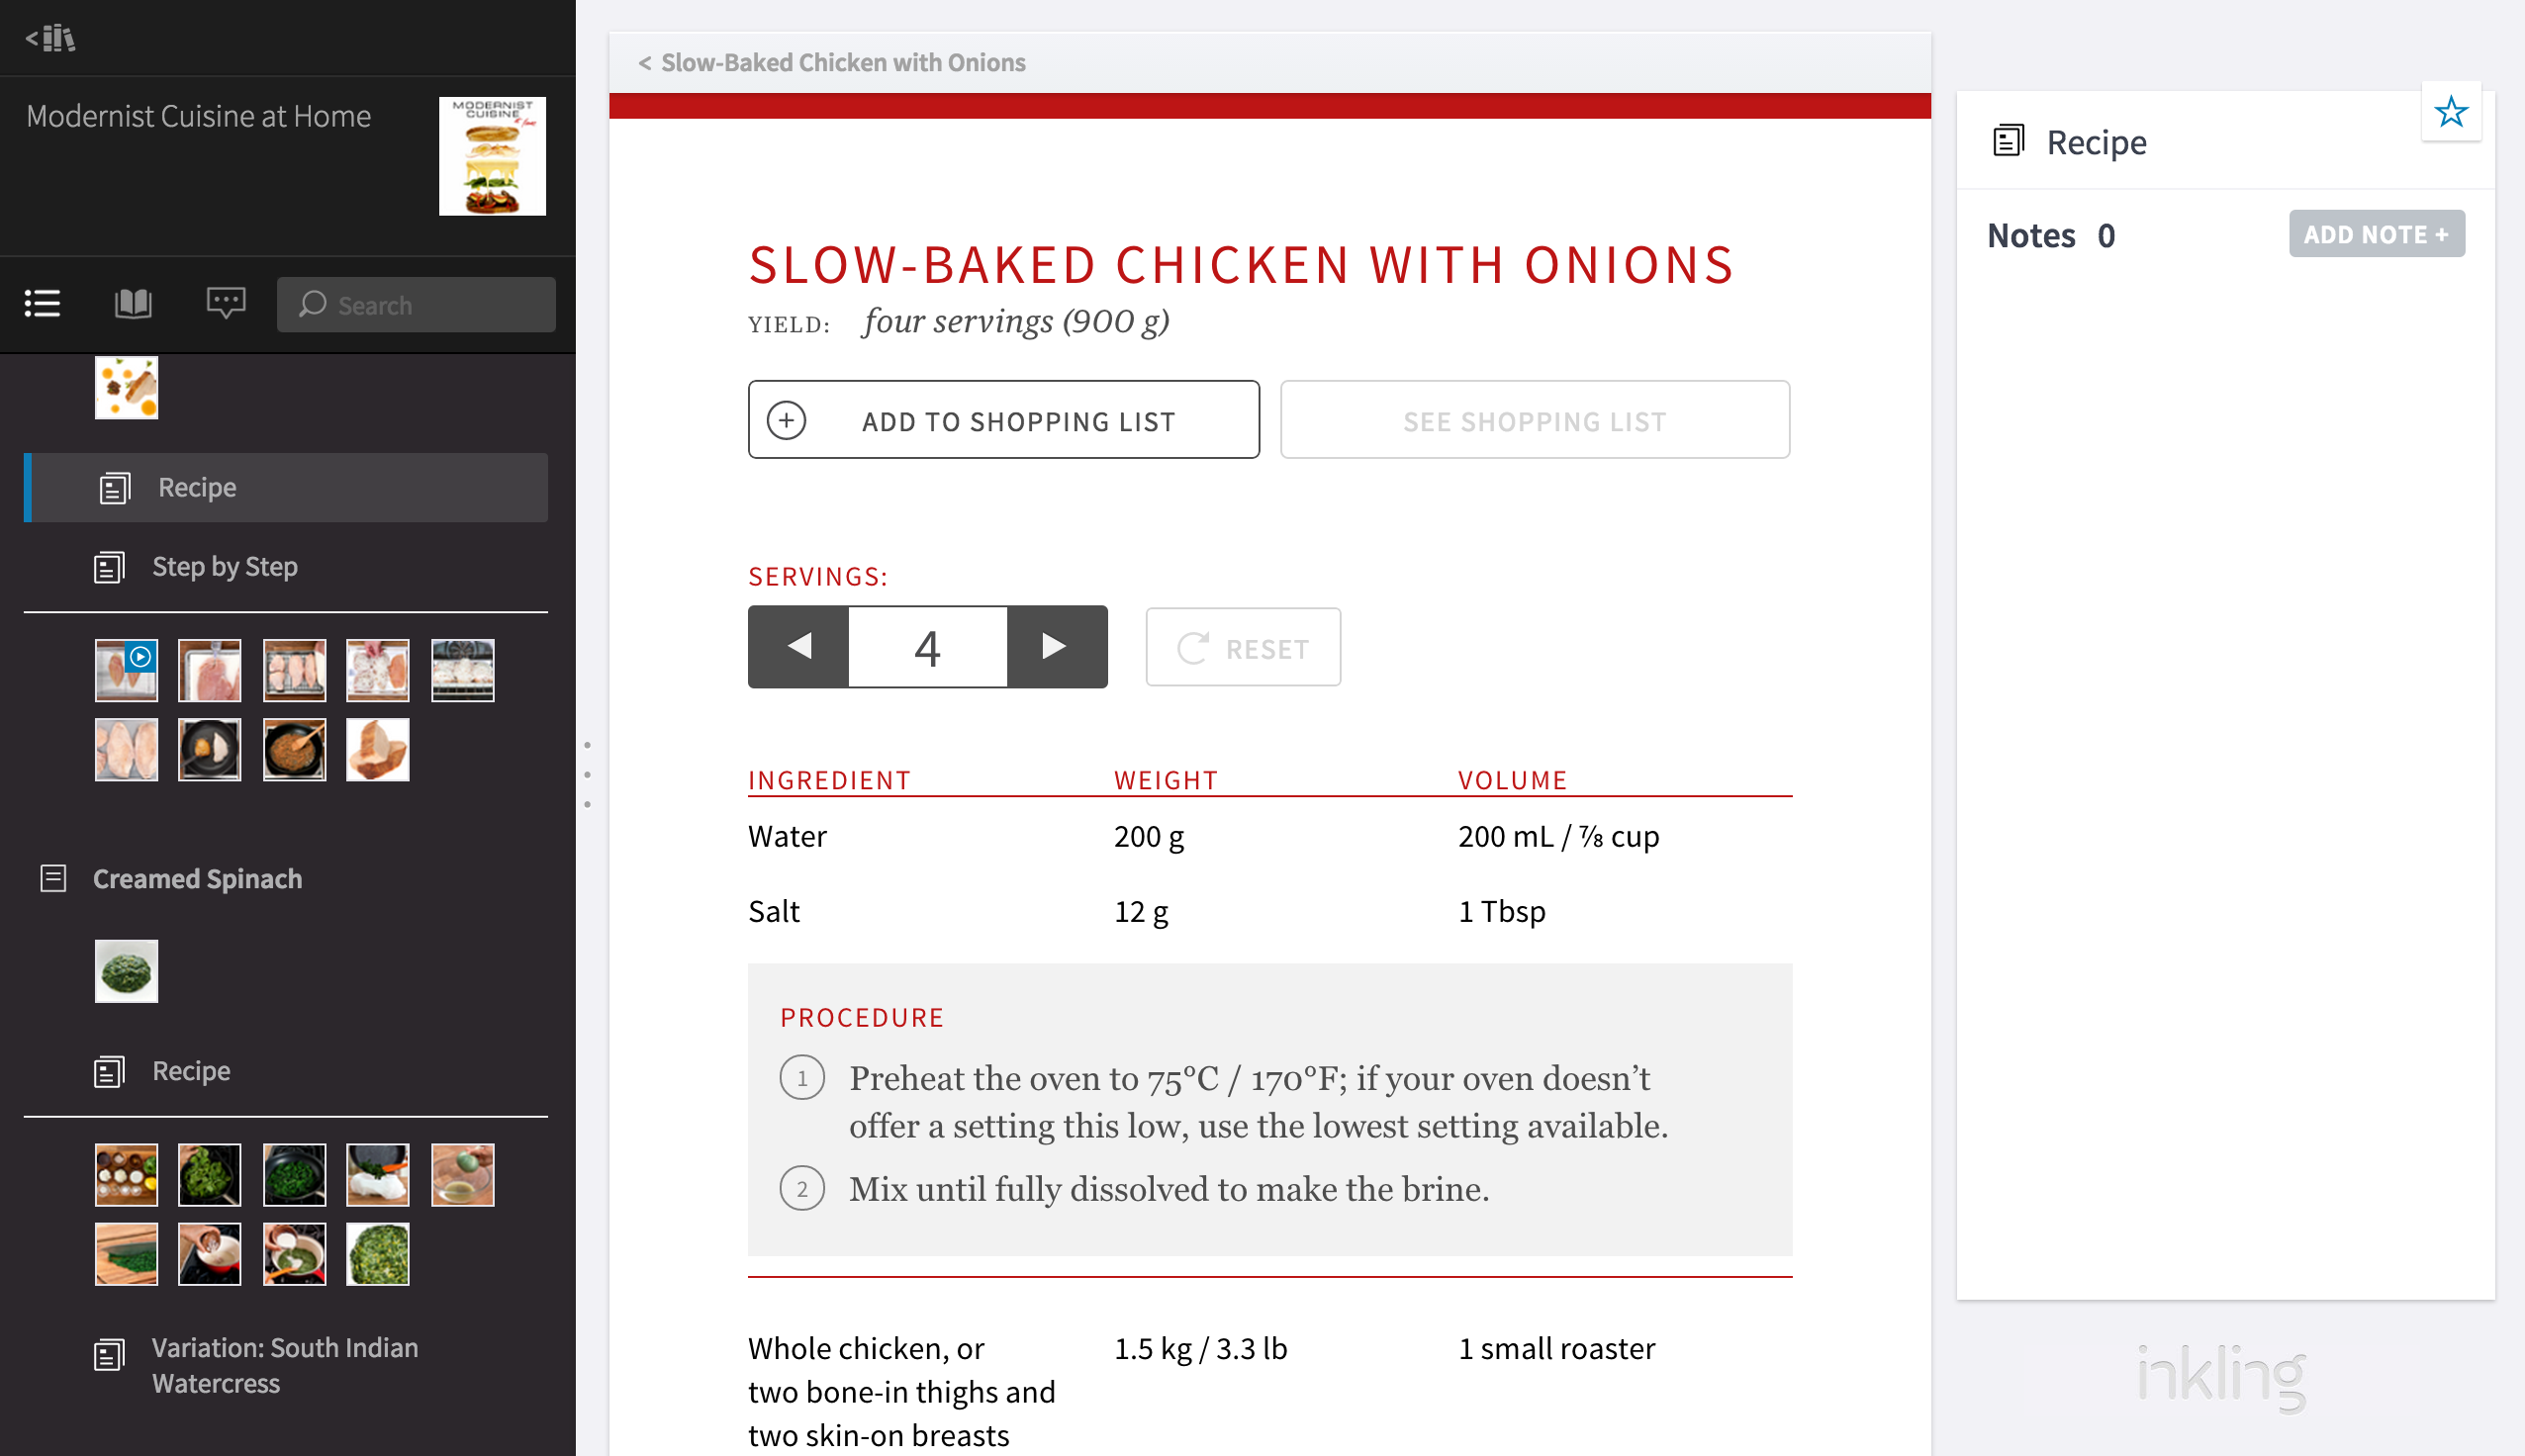 Modernist Cuisine at Home
MODERNIST
CUISINE
Search
Recipe
Step by Step
Creamed Spinach
Recipe
Variation: South Indian
Watercress
< Slow-Baked Chicken with Onions
SLOW-BAKED CHICKEN WITH ONIONS
YIELD: four servings (900 g)
ADD TO SHOPPING LIST
SEE SHOPPING LIST
SERVINGS:
4
RESET
INGREDIENT WEIGHT VOLUME
Water 200 g 200 mL / ⅞ cup
Salt 12 g 1 Tbsp
PROCEDURE
1 Preheat the oven to 75°C / 170°F; if your oven doesn’t
offer a setting this low, use the lowest setting available.
2 Mix until fully dissolved to make the brine.
Whole chicken, or 1.5 kg / 3.3 lb 1 small roaster
two bone-in thighs and
two skin-on breasts
Recipe
Notes 0
ADD NOTE +
inkling